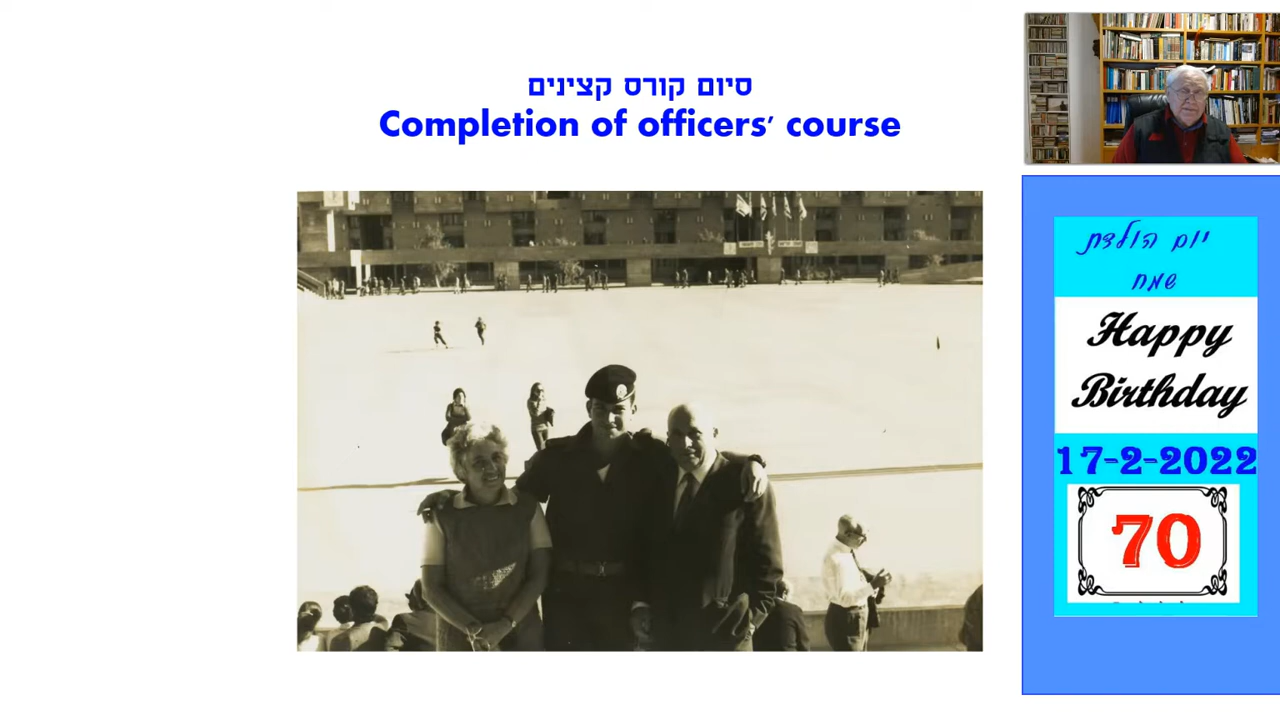 סיום קורס קצינים
Completion of officers' course
יום הולדת
שמח
Happy
Birthday
17-2-2022
70